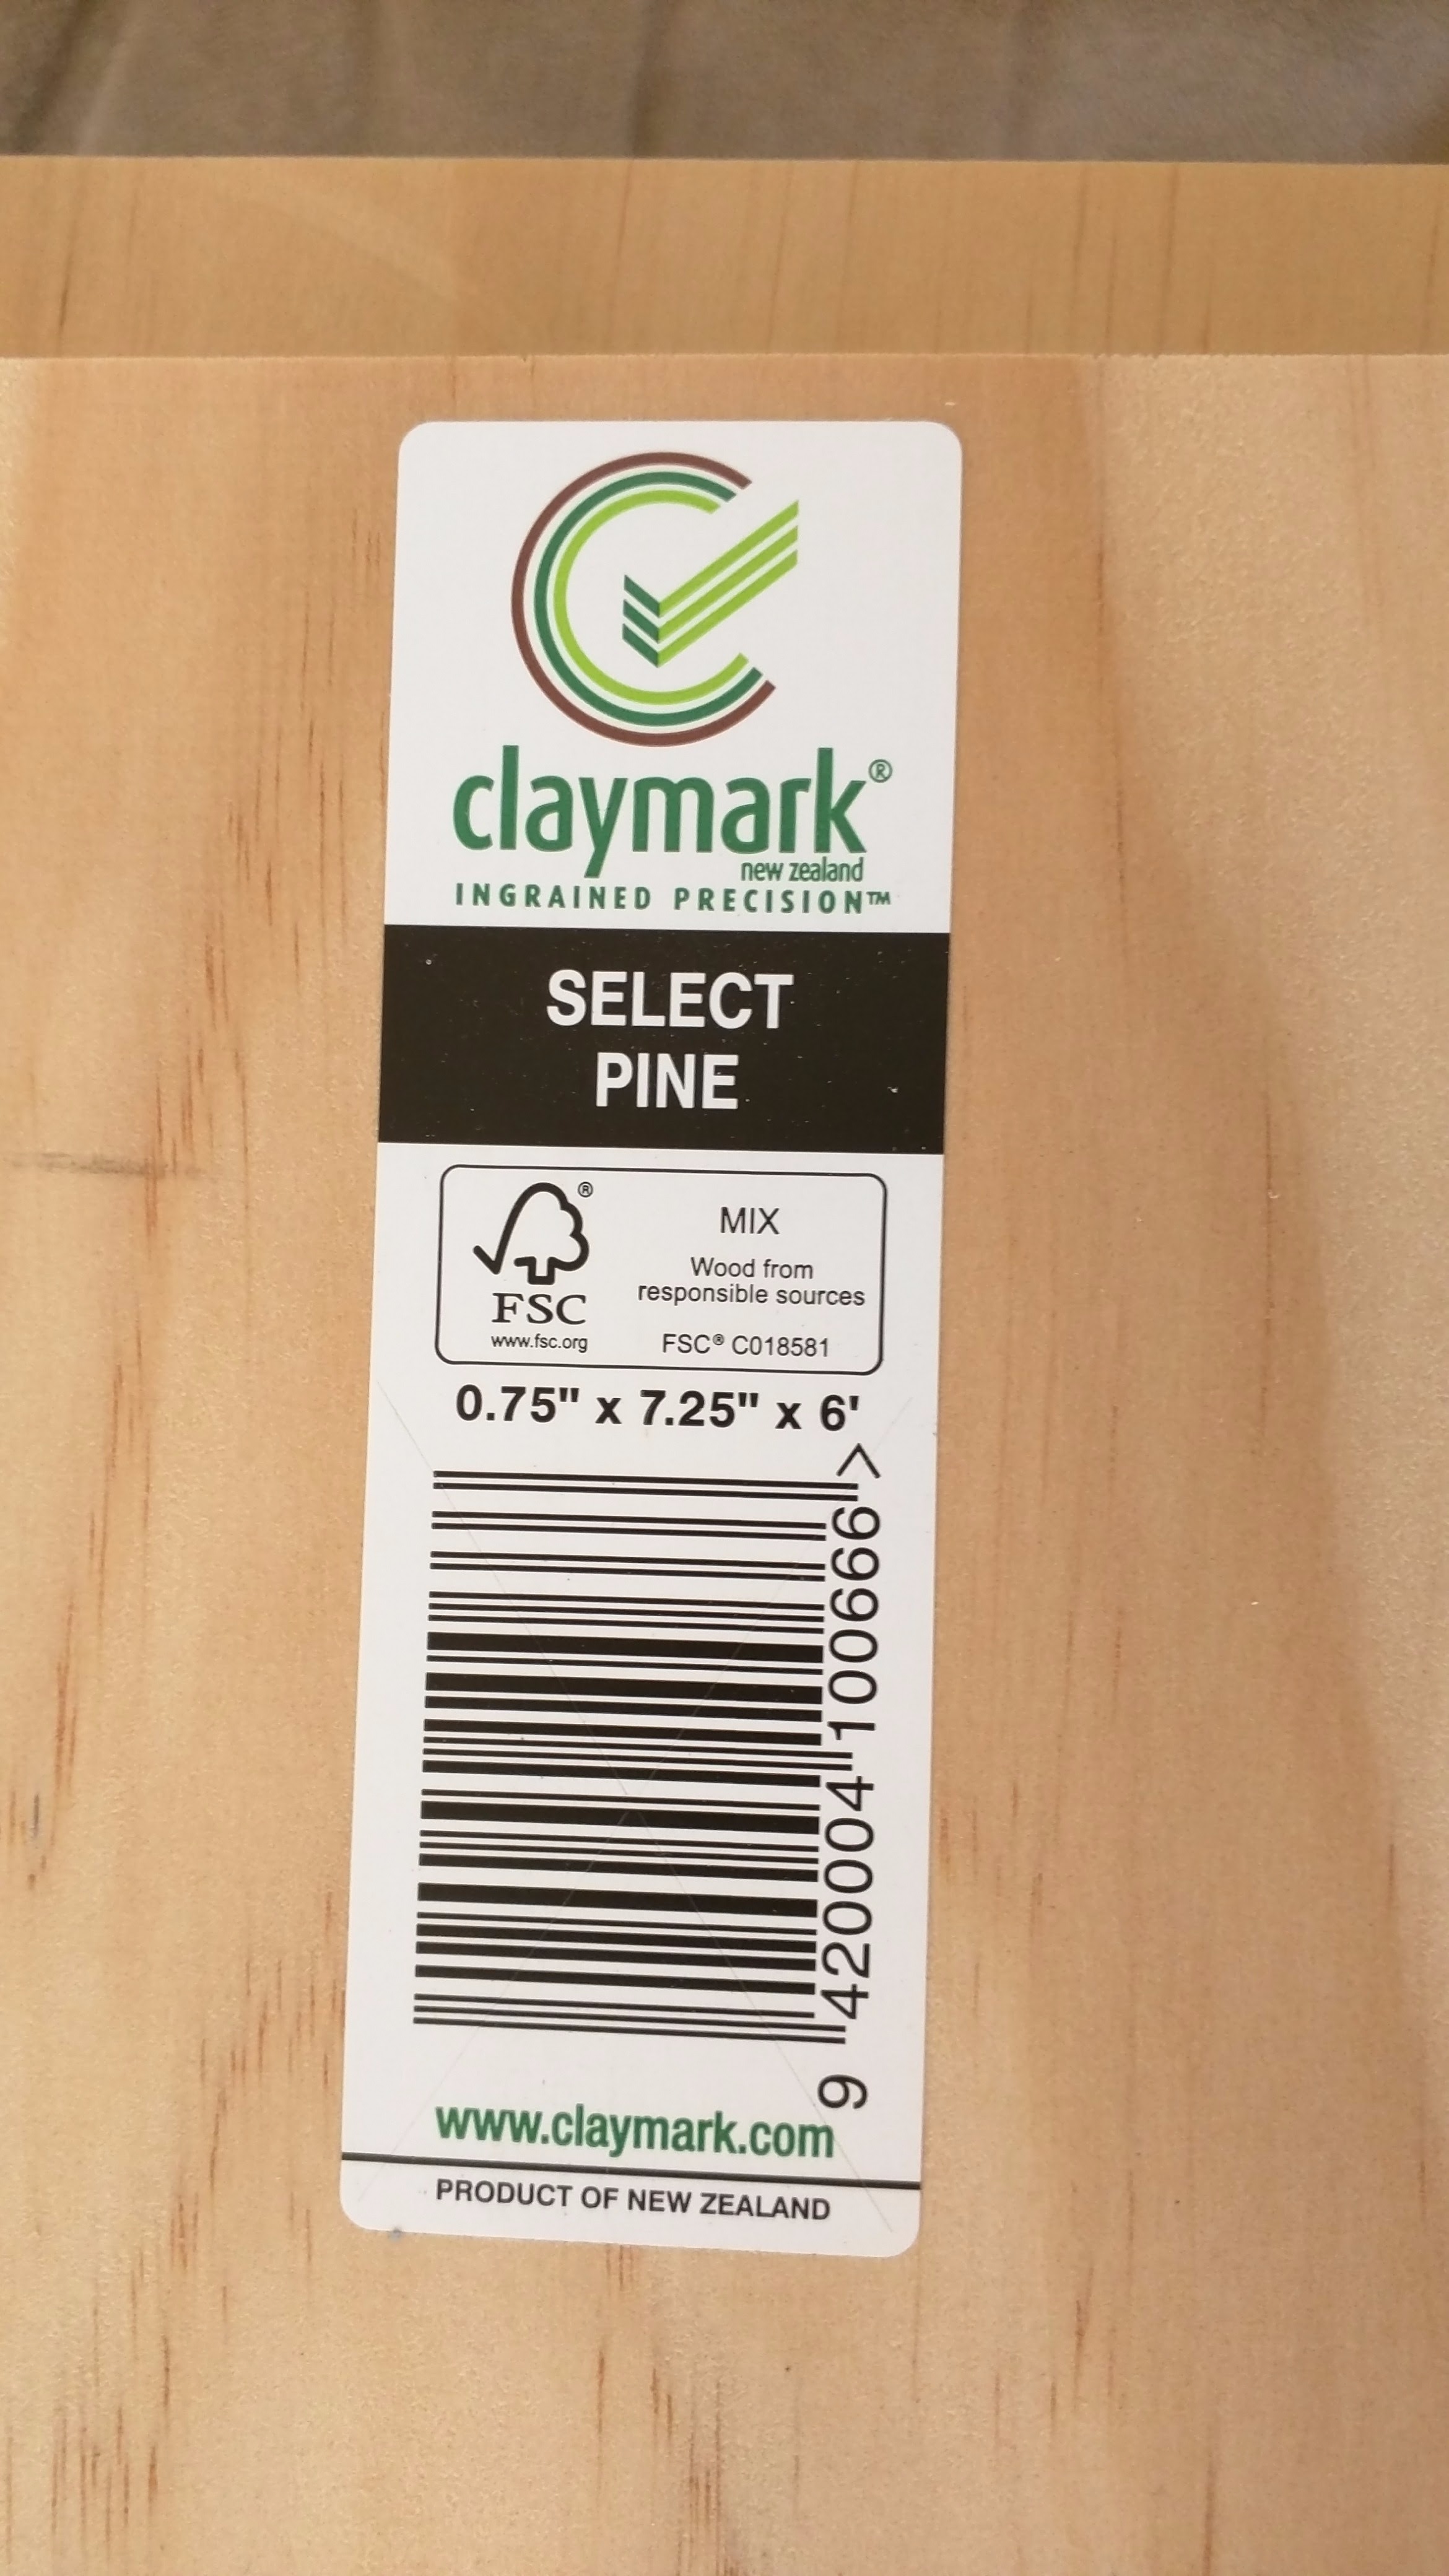 claymark®
new zealand
INGRAINED PRECISION™
SELECT
PINE
FSC®
www.fsc.org
MIX
Wood from
responsible sources
FSC® C018581
0.75" x 7.25" x 6'
9 420004 100666 >
www.claymark.com
PRODUCT OF NEW ZEALAND